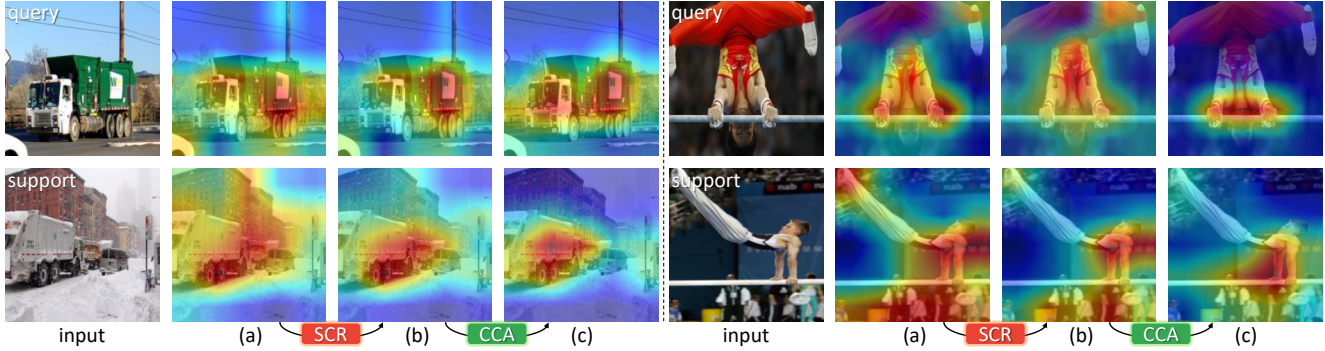 query
W
query
support
support
input
(a)
SCR
(b)
CCA
(c)
input
(a)
SCR
(b)
CCA
(c)